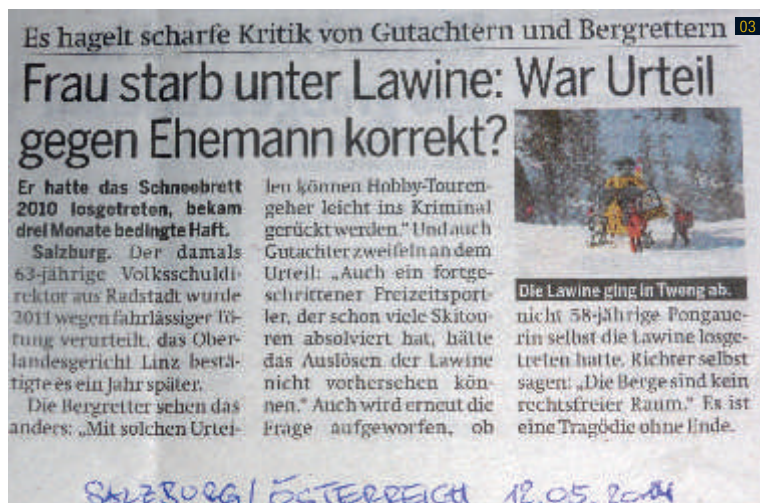 Es hagelt scharfe Kritik von Gutachtern und Bergrettern
03
Frau starb unter Lawine: War Urteil
gegen Ehemann korrekt?
Er hatte das Schneebrett
2010 losgetreten, bekam
drei Monate bedingte Haft.
Salzburg. Der damals
63-jährige Volksschuldi-
rektor aus Radstadt wurde
2011 wegen fahrlässiger Tö-
tung verurteilt, das Ober-
landesgericht Linz bestä-
tigte es ein Jahr später.
Die Bergretter sehen das
anders: „Mit solchen Urtei-
len können Hobby-Touren-
geher leicht ins Kriminal
gerückt werden.“ Und auch
Gutachter zweifeln an dem
Urteil: „Auch ein fortge-
schrittener Freizeitsport-
ler, der schon viele Skitou-
ren absolviert hat, hätte
das Auslösen der Lawine
nicht vorhersehen kön-
nen.“ Auch wird erneut die
Frage aufgeworfen, ob
Die Lawine ging in Tweng ab.
nicht 58-jährige Pongaue-
rin selbst die Lawine losge-
treten hatte. Richter selbst
sagen: „Die Berge sind kein
rechtsfreier Raum.“ Es ist
eine Tragödie ohne Ende.
SALZBURG / ÖSTERREICH 12.05.2014